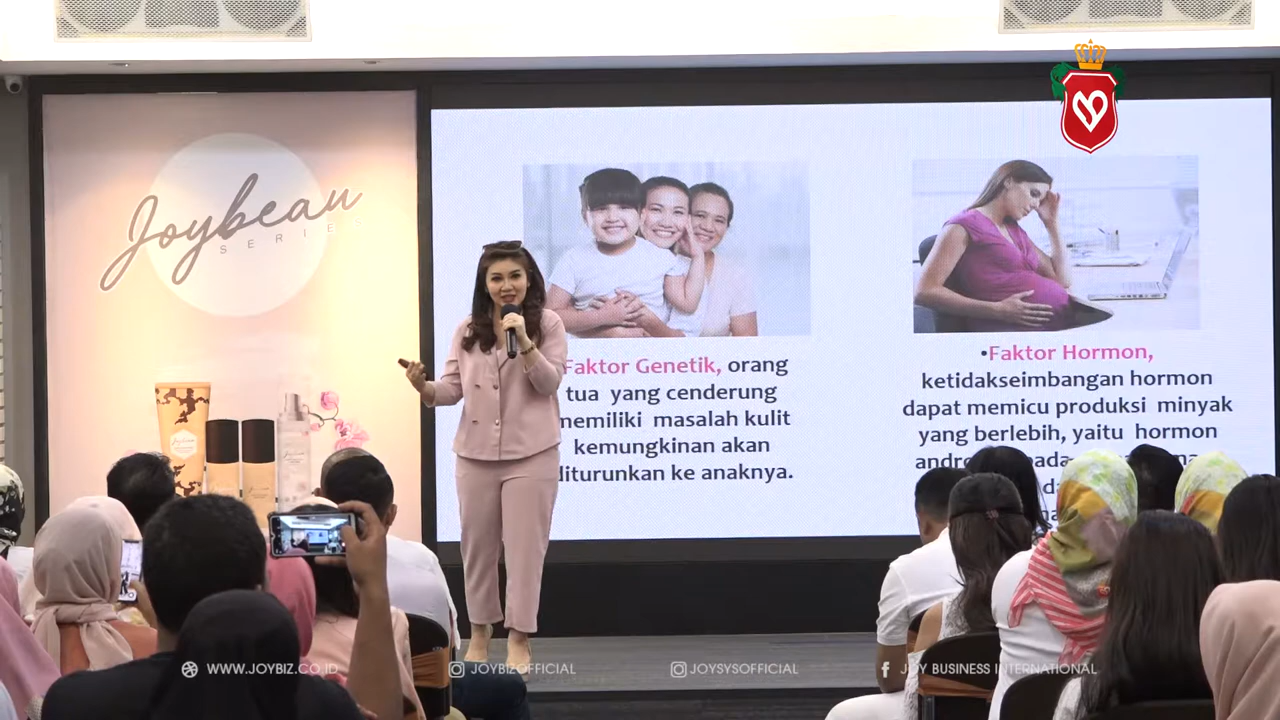 Joybeau
SERIES
Faktor Genetik, orang
tua yang cenderung
memiliki masalah kulit
kemungkinan akan
diturunkan ke anaknya.
•Faktor Hormon,
ketidakseimbangan hormon
dapat memicu produksi minyak
yang berlebih, yaitu hormon
WWW.JOYBIZ.CO.ID
JOYBIZOFFICIAL
JOYSYSOFFICIAL
JOY BUSINESS INTERNATIONAL